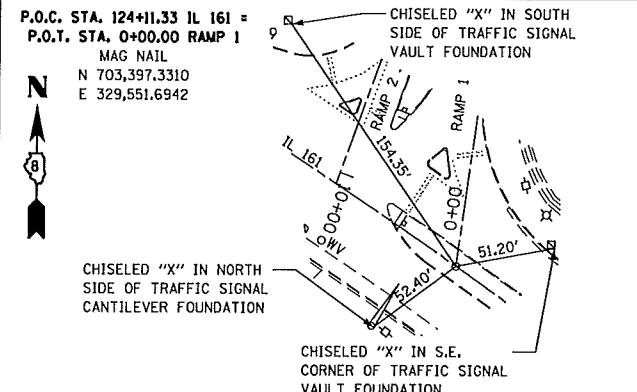 P.O.C. STA. 124+11.33 IL 161 =
P.O.T. STA. 0+00.00 RAMP 1
MAG NAIL
N 703,397.3310
E 329,551.6942
N
8
CHISELED "X" IN SOUTH
SIDE OF TRAFFIC SIGNAL
VAULT FOUNDATION
RAMP 2
RAMP 1
IL 161
154.35'
0+00
51.20'
52.40'
WV
CHISELED "X" IN NORTH
SIDE OF TRAFFIC SIGNAL
CANTILEVER FOUNDATION
CHISELED "X" IN S.E.
CORNER OF TRAFFIC SIGNAL
VAULT FOUNDATION